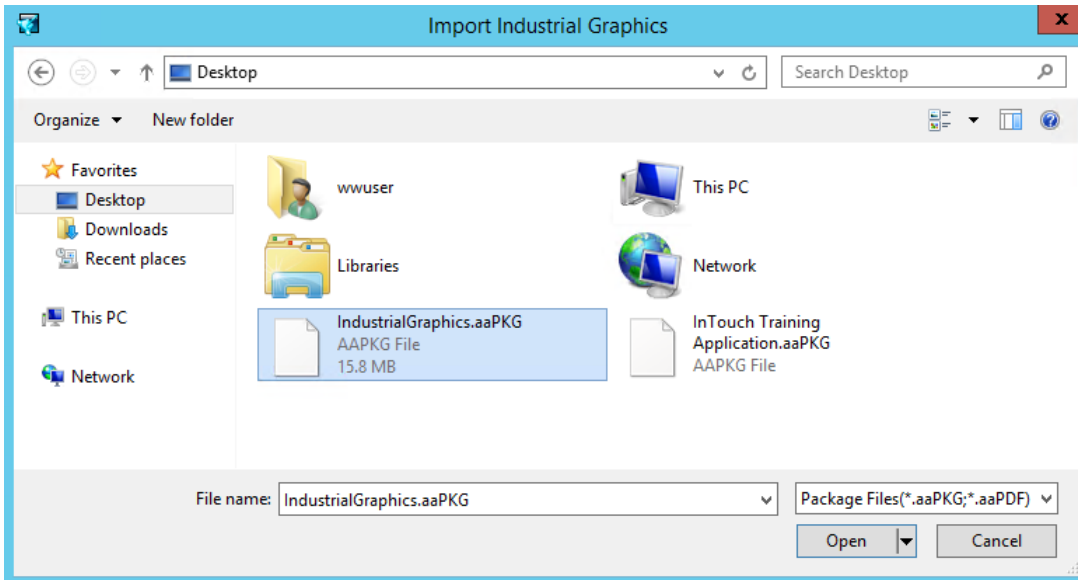 Import Industrial Graphics
x
Desktop
Search Desktop
Organize
New folder
Favorites
Desktop
Downloads
Recent places
This PC
Network
wwuser
This PC
Libraries
Network
IndustrialGraphics.aaPKG
AAPKG File
15.8 MB
InTouch Training
Application.aaPKG
AAPKG File
File name:
IndustrialGraphics.aaPKG
Package Files(*.aaPKG;*.aaPDF)
Open
Cancel